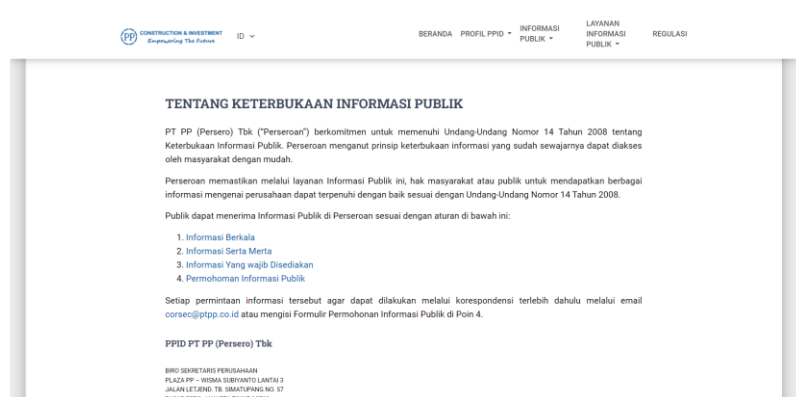 PP CONSTRUCTION & INVESTMENT
Empowering The Future
ID
BERANDA
PROFIL PPID
INFORMASI
PUBLIK
LAYANAN
INFORMASI
PUBLIK
REGULASI
TENTANG KETERBUKAAN INFORMASI PUBLIK
PT PP (Persero) Tbk (“Perseroan”) berkomitmen untuk memenuhi Undang-Undang Nomor 14 Tahun 2008 tentang
Keterbukaan Informasi Publik. Perseroan menganut prinsip keterbukaan informasi yang sudah sewajarnya dapat diakses
oleh masyarakat dengan mudah.
Perseroan memastikan melalui layanan Informasi Publik ini, hak masyarakat atau publik untuk mendapatkan berbagai
informasi mengenai perusahaan dapat terpenuhi dengan baik sesuai dengan Undang-Undang Nomor 14 Tahun 2008.
Publik dapat menerima Informasi Publik di Perseroan sesuai dengan aturan di bawah ini:
1. Informasi Berkala
2. Informasi Serta Merta
3. Informasi Yang wajib Disediakan
4. Permohoman Informasi Publik
Setiap permintaan informasi tersebut agar dapat dilakukan melalui korespondensi terlebih dahulu melalui email
corsec@ptpp.co.id atau mengisi Formulir Permohonan Informasi Publik di Poin 4.
PPID PT PP (Persero) Tbk
BIRO SEKRETARIS PERUSAHAAN
PLAZA PP – WISMA SUBIYANTO LANTAI 3
JALAN LETJEND. TB. SIMATUPANG NO. 57